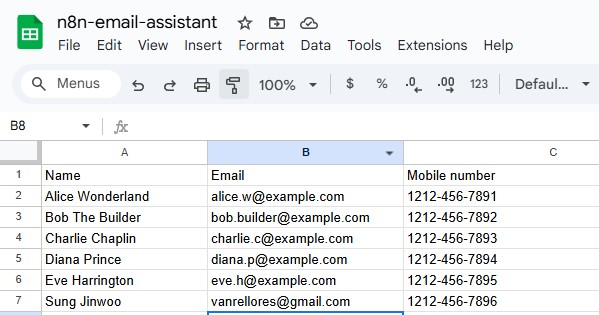 n8n-email-assistant
File Edit View Insert Format Data Tools Extensions Help
Menus 100% $ % .0 .00 123 Defaul...
B8 fx
A B C
1 Name Email Mobile number
2 Alice Wonderland alice.w@example.com 1212-456-7891
3 Bob The Builder bob.builder@example.com 1212-456-7892
4 Charlie Chaplin charlie.c@example.com 1212-456-7893
5 Diana Prince diana.p@example.com 1212-456-7894
6 Eve Harrington eve.h@example.com 1212-456-7895
7 Sung Jinwoo vanrellores@gmail.com 1212-456-7896